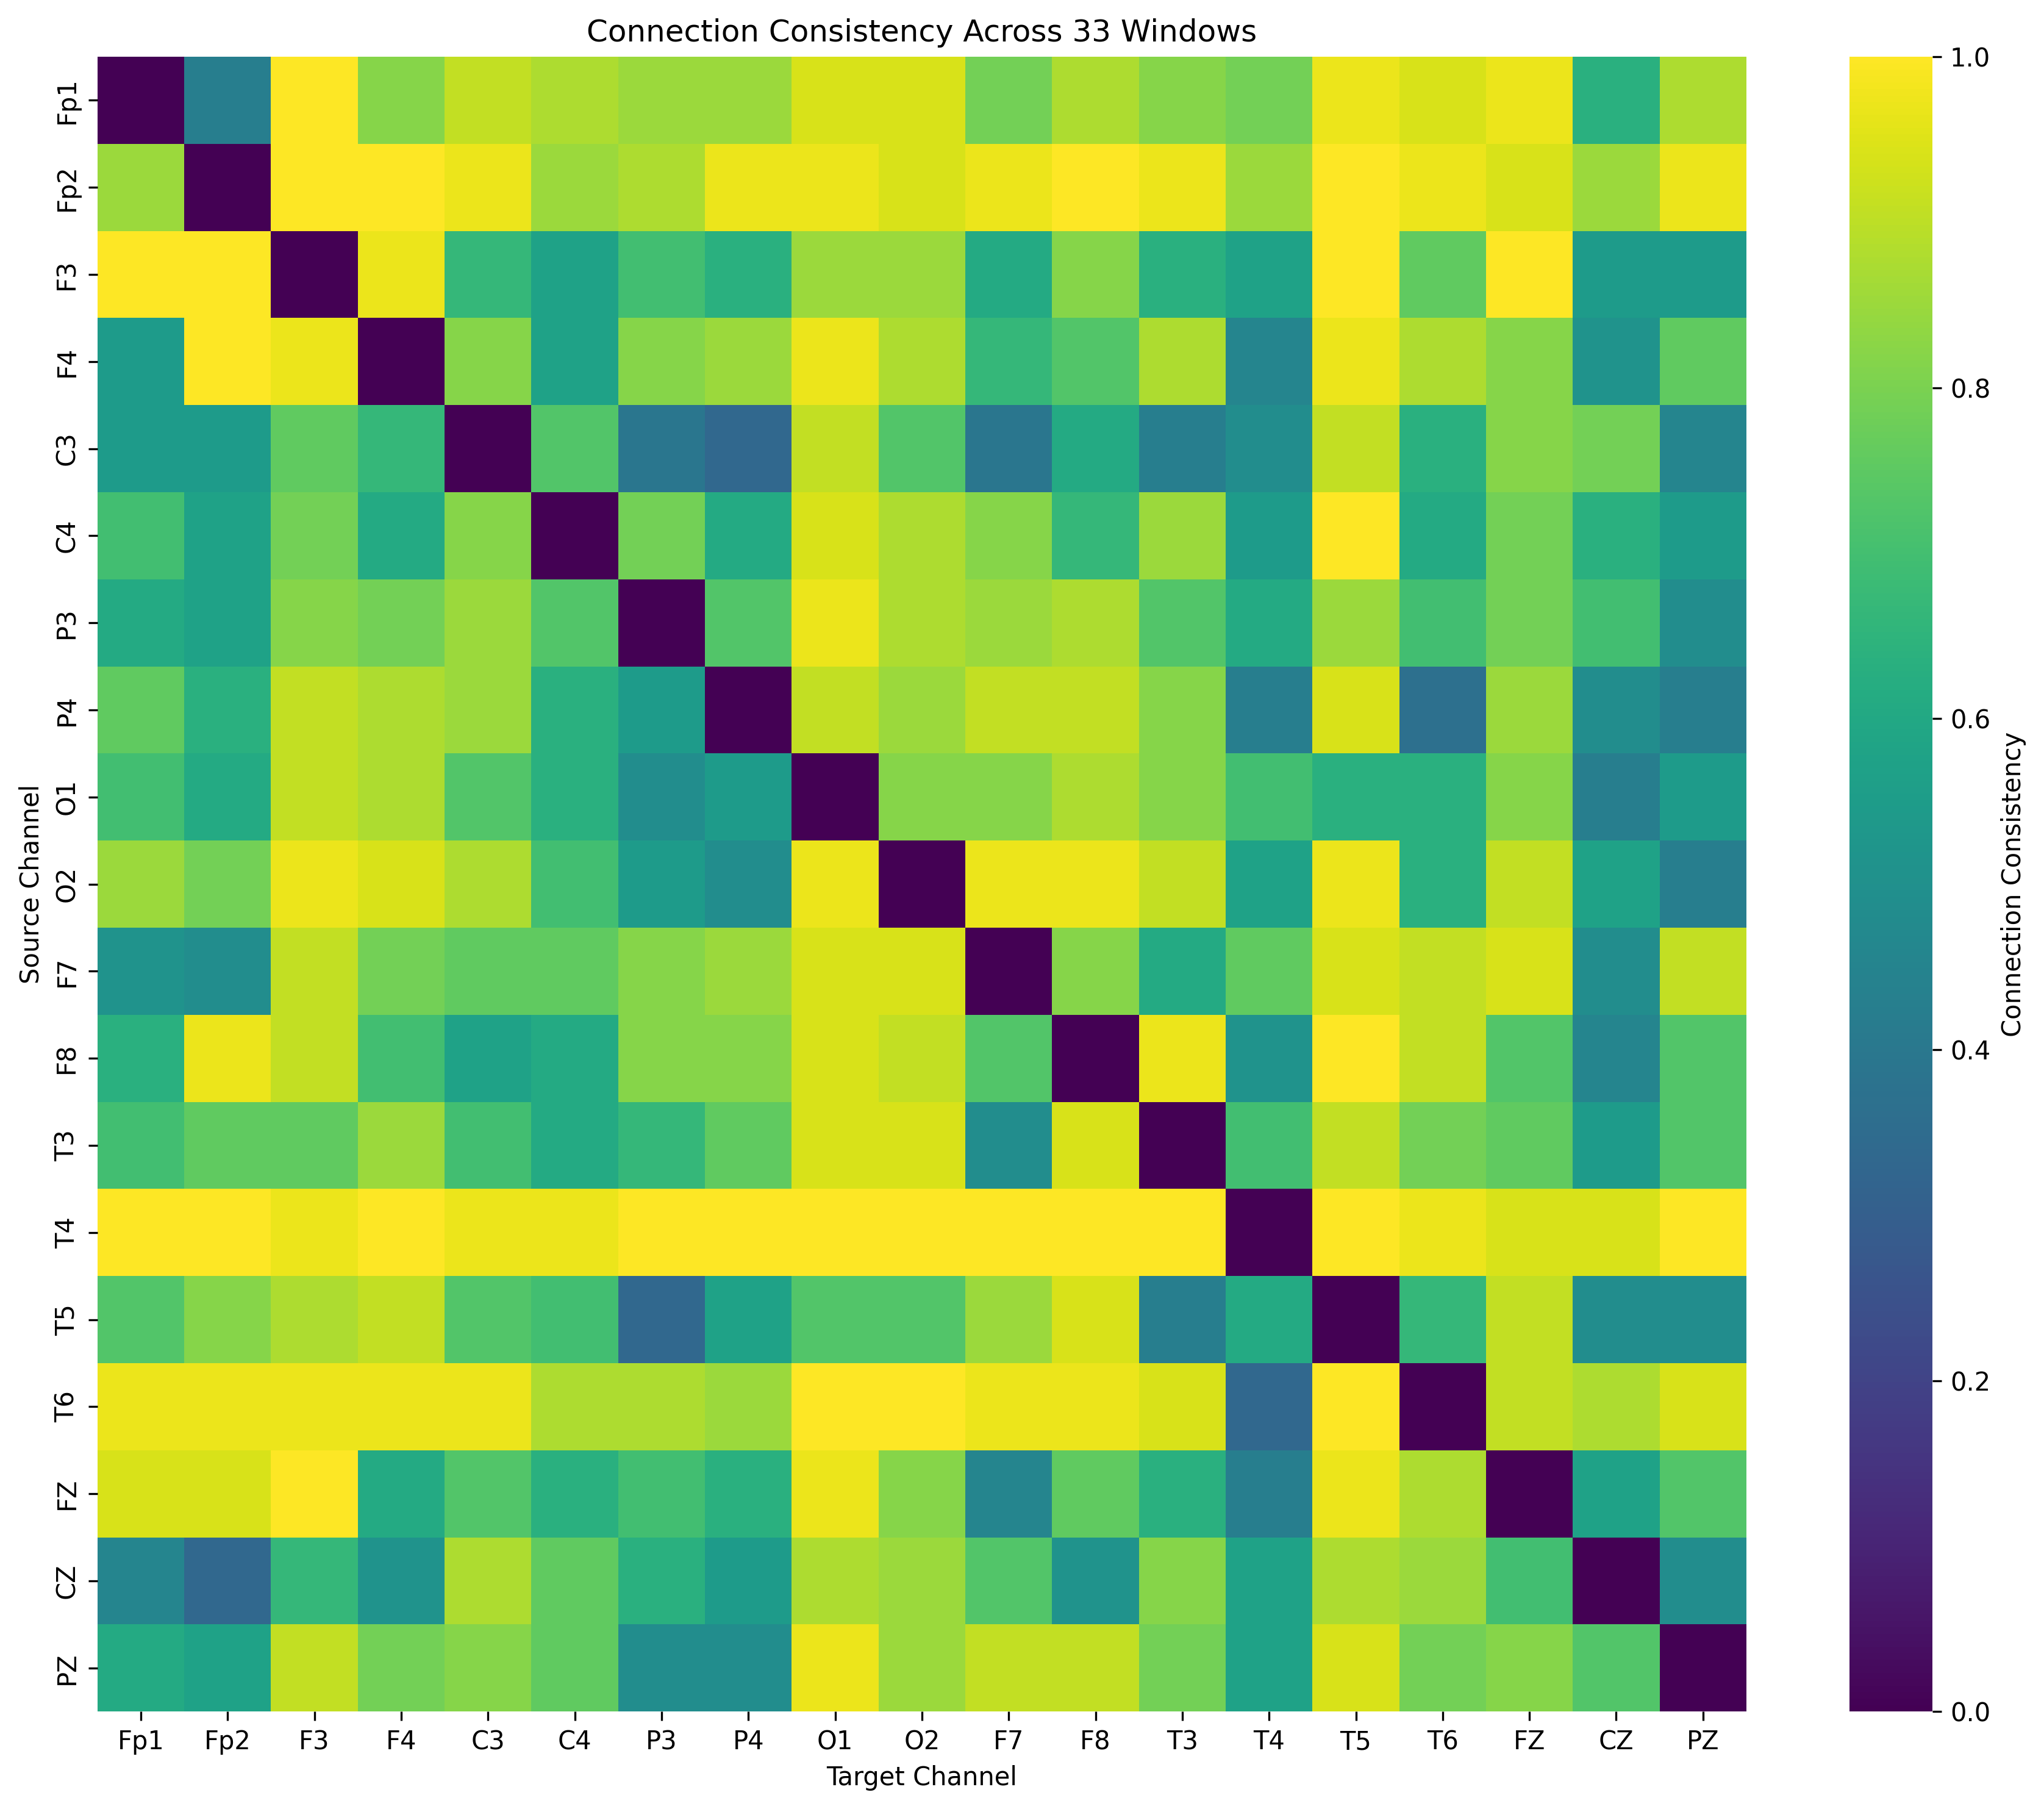 Connection Consistency Across 33 Windows
Source Channel
Fp1
Fp2
F3
F4
C3
C4
P3
P4
O1
O2
F7
F8
T3
T4
T5
T6
FZ
CZ
PZ
Fp1 Fp2 F3 F4 C3 C4 P3 P4 O1 O2 F7 F8 T3 T4 T5 T6 FZ CZ PZ
Target Channel
1.0
0.8
0.6
0.4
0.2
0.0
Connection Consistency